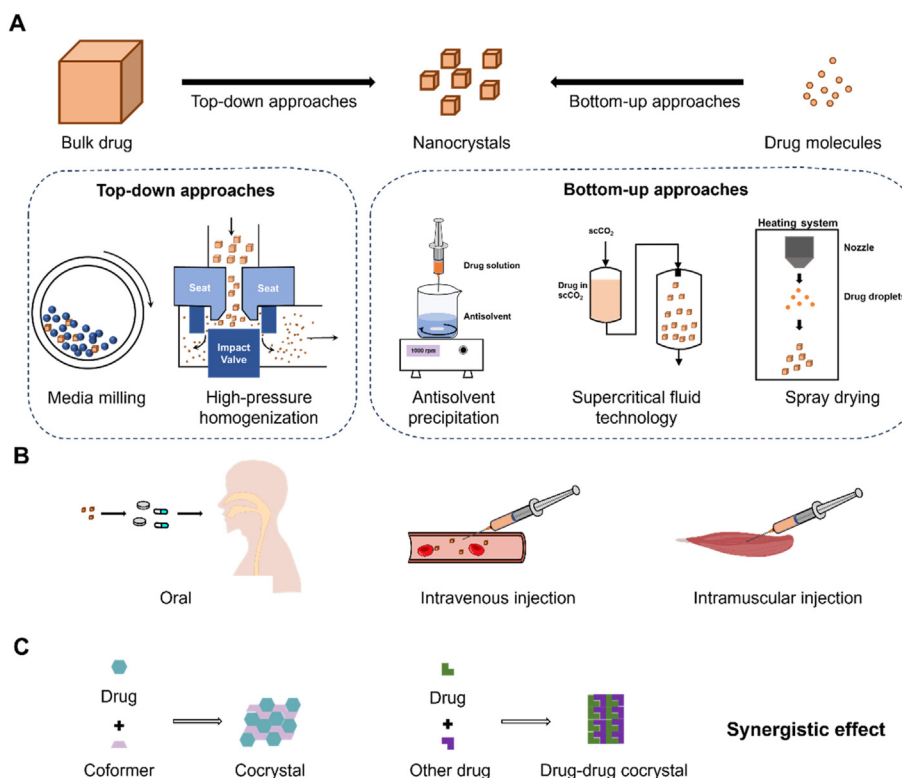 A
Top-down approaches
Bottom-up approaches
Bulk drug
Nanocrystals
Drug molecules
Top-down approaches
Bottom-up approaches
Seat
Seat
Impact
Valve
Media milling
High-pressure
homogenization
Drug solution
Antisolvent
1000 rpm
Antisolvent
precipitation
scCO₂
Drug in
scCO₂
Supercritical fluid
technology
Heating system
Nozzle
Drug droplets
Spray drying
B
Oral
Intravenous injection
Intramuscular injection
C
Drug
+
Coformer
Cocrystal
Drug
+
Other drug
Drug-drug cocrystal
Synergistic effect